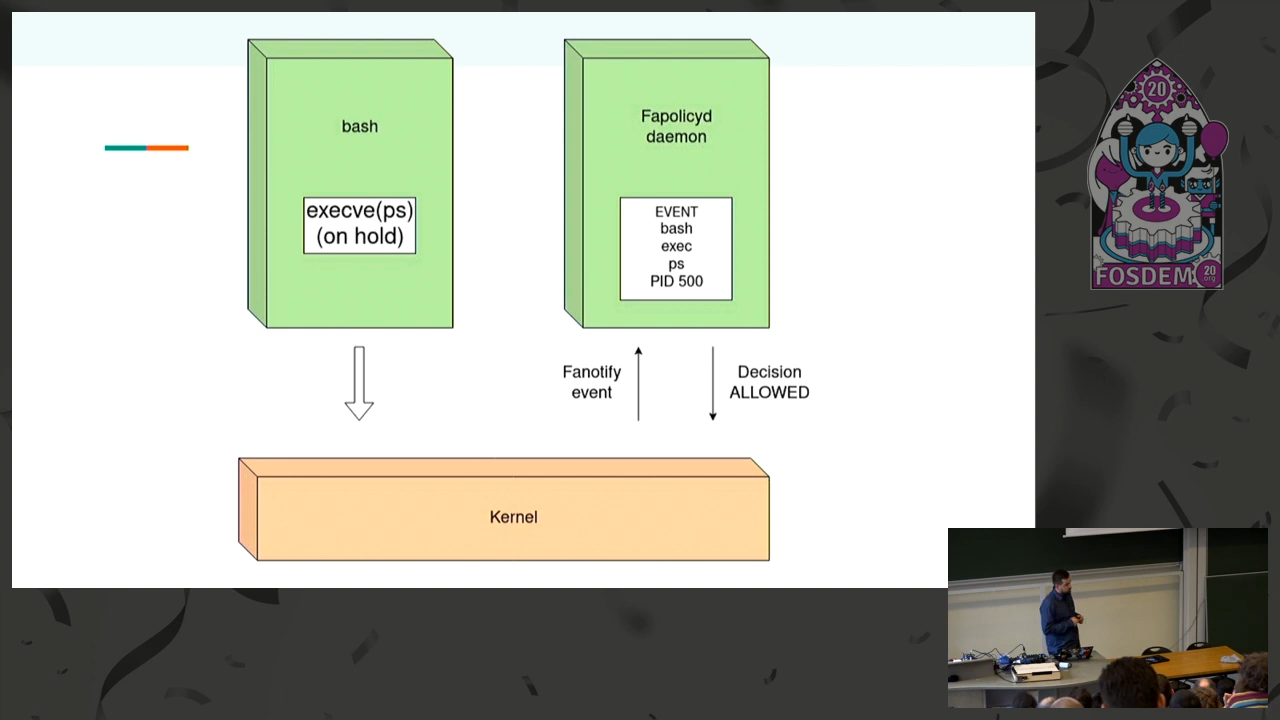 bash
execve(ps)
(on hold)
Fapolicyd
daemon
EVENT
bash
exec
ps
PID 500
Fanotify
event
Decision
ALLOWED
Kernel
20
FOSDEM
20
.org